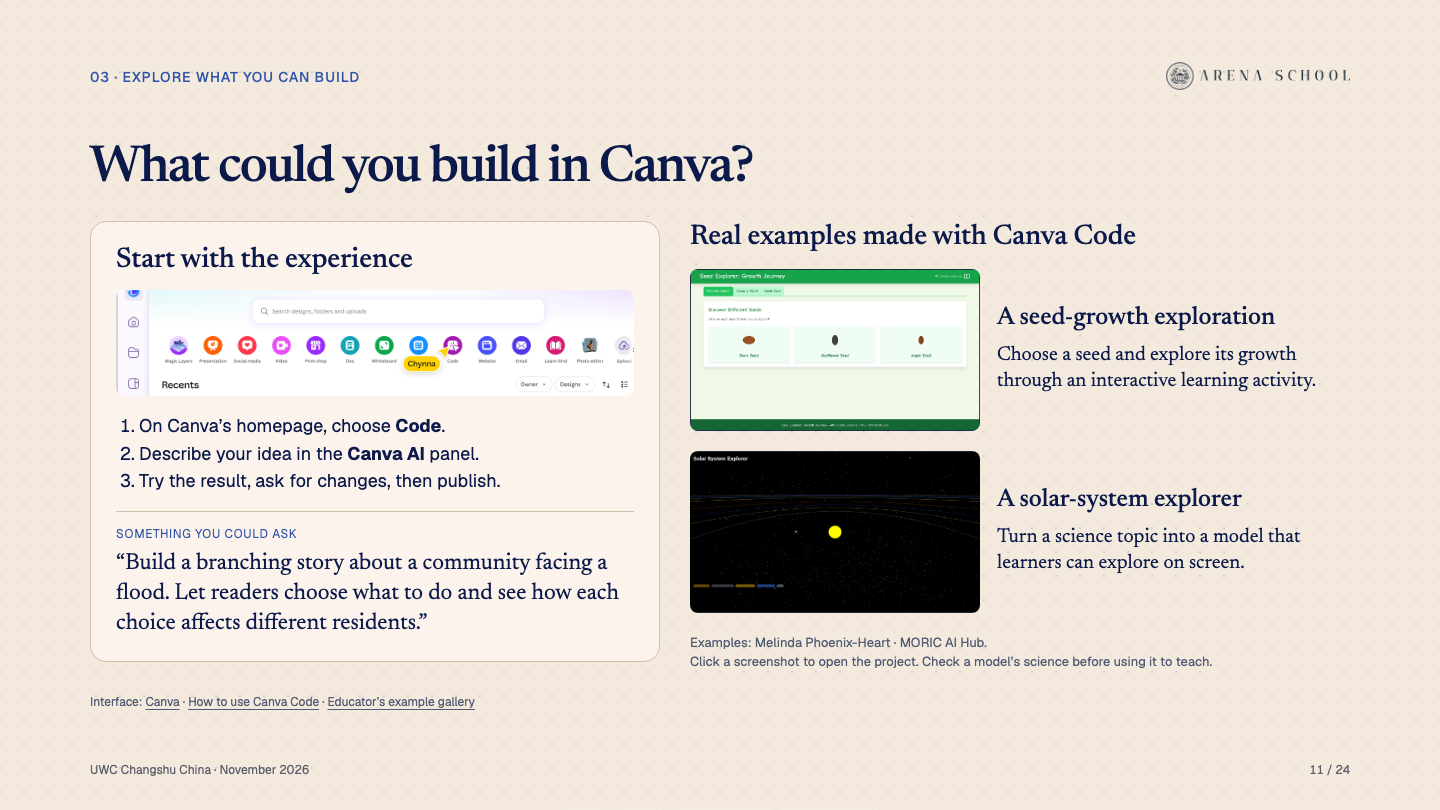 03 · EXPLORE WHAT YOU CAN BUILD
ARENA SCHOOL
What could you build in Canva?
Start with the experience
Search designs, folders and uploads
Magic Layers
Presentation
Social media
Video
Print shop
Doc
Whiteboard
Sheet
Code
Website
Email
Learn Grid
Photo editor
Upload
Chynna
Recents
Owner
Designs
1. On Canva’s homepage, choose Code.
2. Describe your idea in the Canva AI panel.
3. Try the result, ask for changes, then publish.
SOMETHING YOU COULD ASK
“Build a branching story about a community facing a
flood. Let readers choose what to do and see how each
choice affects different residents.”
Interface: Canva · How to use Canva Code · Educator’s example gallery
Real examples made with Canva Code
Seed Explorer: Growth Journey
Discover Different Seeds
Sunflower Seed
Apple Seed
A seed-growth exploration
Choose a seed and explore its growth
through an interactive learning activity.
Solar System Explorer
A solar-system explorer
Turn a science topic into a model that
learners can explore on screen.
Examples: Melinda Phoenix-Heart · MORIC AI Hub.
Click a screenshot to open the project. Check a model’s science before using it to teach.
UWC Changshu China · November 2026
11 / 24